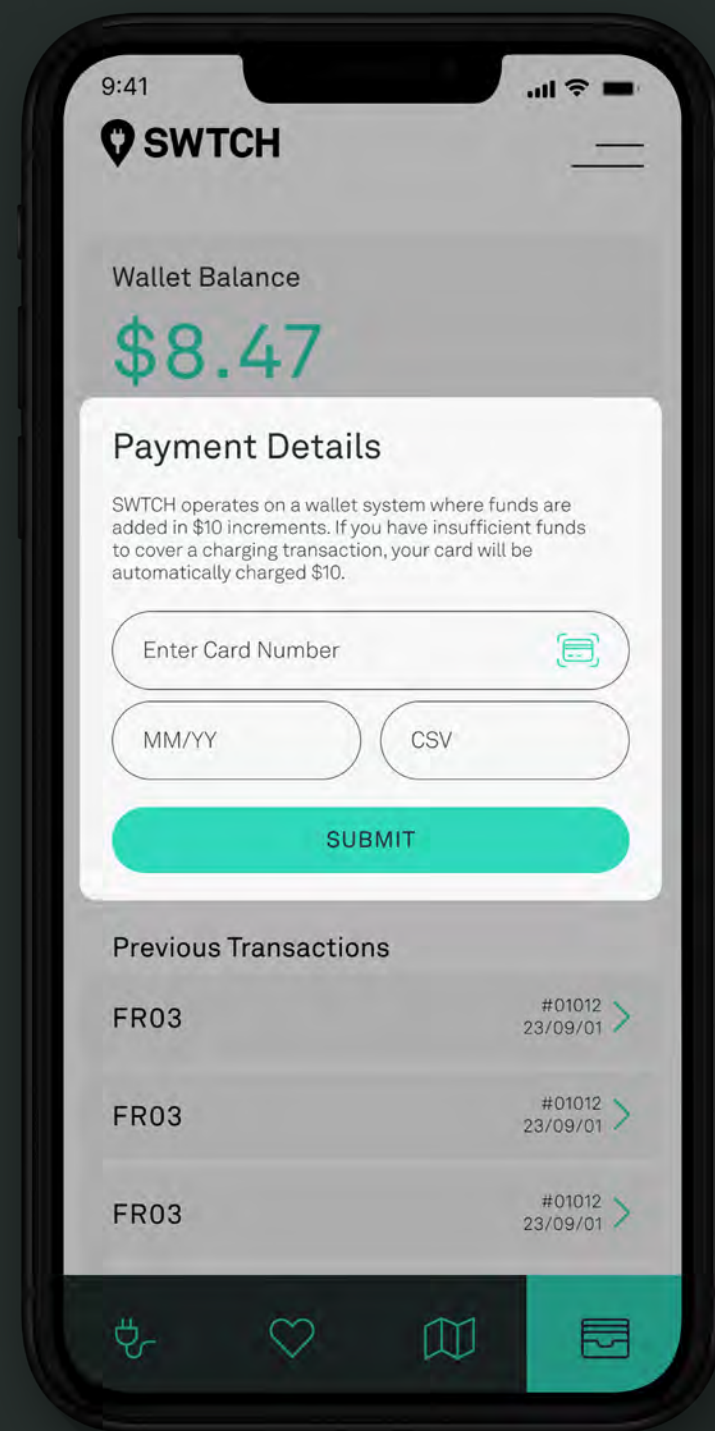 9:41
SWTCH
Wallet Balance
$8.47
Payment Details
SWTCH operates on a wallet system where funds are
added in $10 increments. If you have insufficient funds
to cover a charging transaction, your card will be
automatically charged $10.
Enter Card Number
MM/YY
CSV
SUBMIT
Previous Transactions
FR03
#01012
23/09/01
FR03
#01012
23/09/01
FR03
#01012
23/09/01